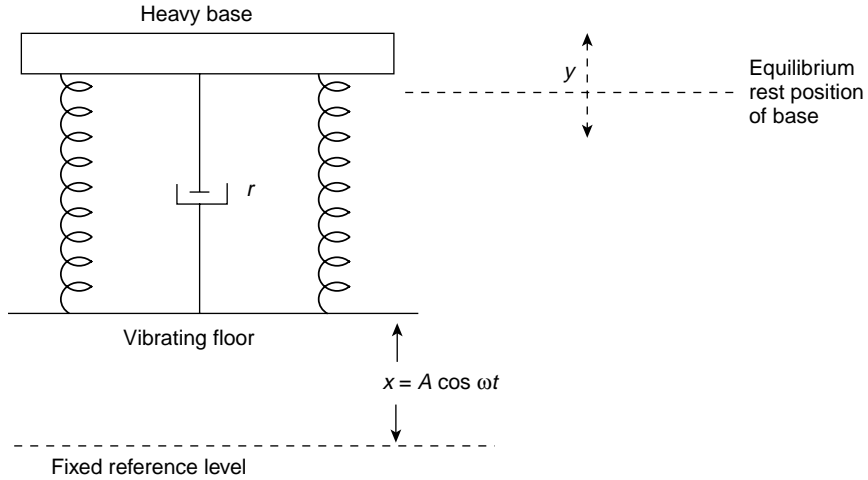 Heavy base
y
Equilibrium
rest position
of base
r
Vibrating floor
x = A cos ωt
Fixed reference level